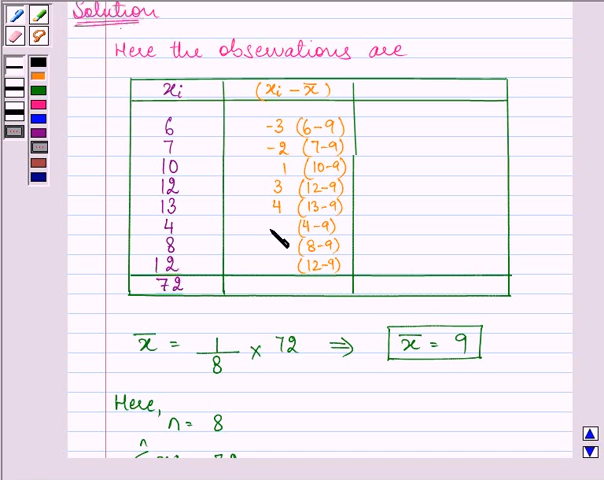 Solution
Here the observations are
xi (xi – x̄)
6 -3 (6-9)
7 -2 (7-9)
10 1 (10-9)
12 3 (12-9)
13 4 (13-9)
4 (4-9)
8 (8-9)
12 (12-9)
72
x̄ = 1/8 × 72 ⇒ x̄ = 9
Here,
n = 8